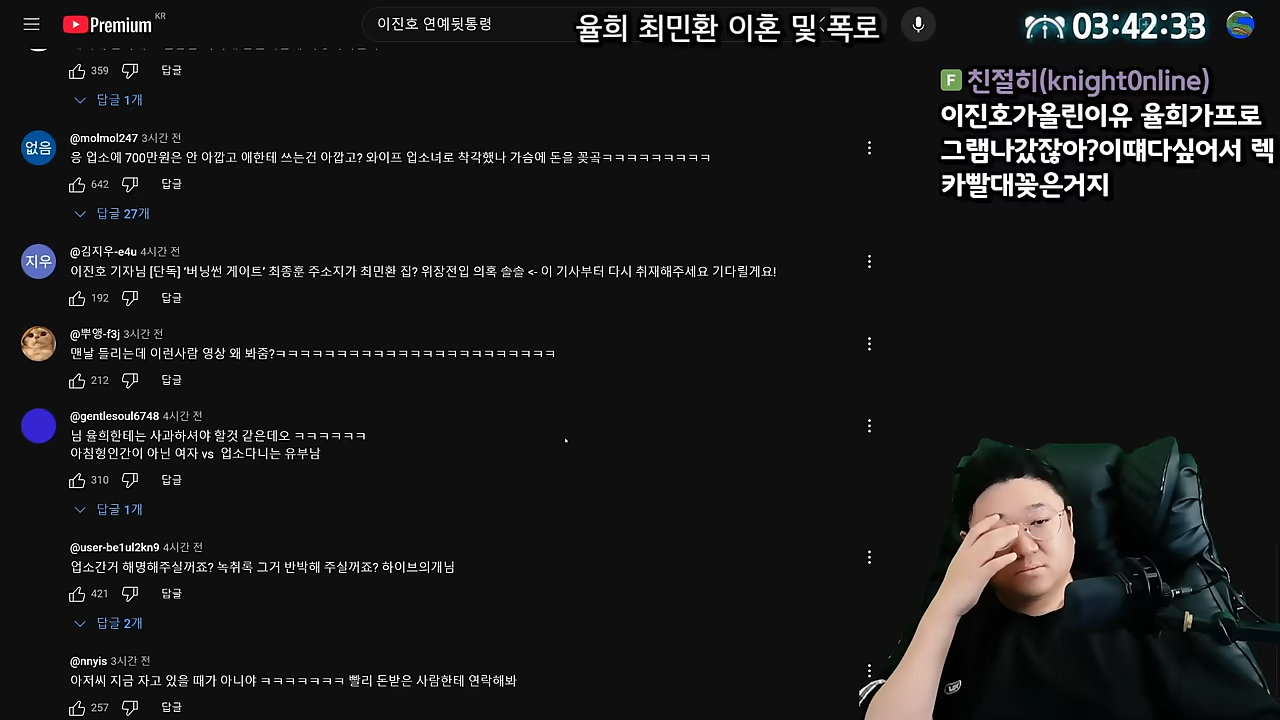 Premium KR
이진호 연예뒷통령
율희 최민환 이혼 및 폭로
03:42:33
359 답글
답글 1개
없음
@molmol247 3시간 전
응 업소에 700만원은 안 아깝고 애한테 쓰는건 아깝고? 와이프 업소녀로 착각했나 가슴에 돈을 꽂곸ㅋㅋㅋㅋㅋㅋㅋㅋ
642 답글
답글 27개
지우
@김지우-e4u 4시간 전
이진호 기자님 [단독] ‘버닝썬 게이트’ 최종훈 주소지가 최민환 집? 위장전입 의혹 솔솔 <- 이 기사부터 다시 취재해주세요 기다릴게요!
192 답글
@뿌앵-f3j 3시간 전
맨날 들리는데 이런사람 영상 왜 봐줌?ㅋㅋㅋㅋㅋㅋㅋㅋㅋㅋㅋㅋㅋㅋㅋㅋㅋㅋㅋㅋㅋㅋㅋ
212 답글
@gentlesoul6748 4시간 전
님 율희한테는 사과하셔야 할것 같은데오 ㅋㅋㅋㅋㅋㅋ
아침형인간이 아닌 여자 vs 업소다니는 유부남
310 답글
답글 1개
@user-be1ul2kn9 4시간 전
업소간거 해명해주실꺼죠? 녹취록 그거 반박해 주실꺼죠? 하이브의개님
421 답글
답글 2개
@nnyis 3시간 전
아저씨 지금 자고 있을 때가 아니야 ㅋㅋㅋㅋㅋㅋㅋ 빨리 돈받은 사람한테 연락해봐
257 답글
F 친절히(knight0nline)
이진호가올린이유 율희가프로
그램나갔잖아?이떄다싶어서 렉
카빨대꽂은거지